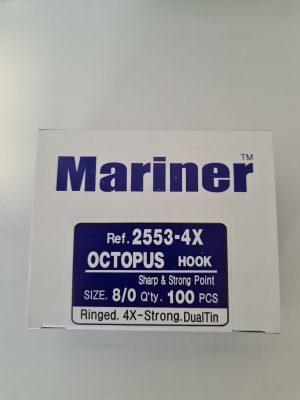 Mariner™
Ref. 2553-4X
OCTOPUS HOOK
Sharp & Strong Point
SIZE. 8/0 Q'ty. 100 PCS
Ringed. 4X-Strong.DualTin